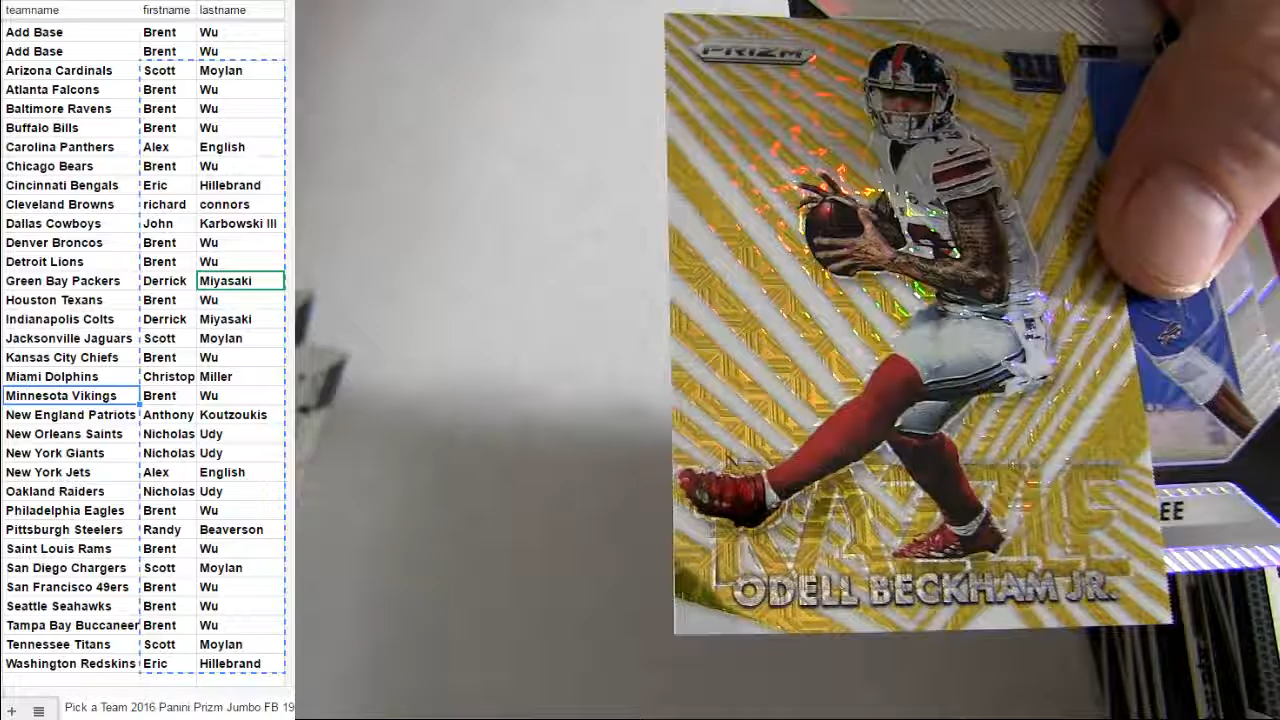 teamname firstname lastname
Add Base Brent Wu
Add Base Brent Wu
Arizona Cardinals Scott Moylan
Atlanta Falcons Brent Wu
Baltimore Ravens Brent Wu
Buffalo Bills Brent Wu
Carolina Panthers Alex English
Chicago Bears Brent Wu
Cincinnati Bengals Eric Hillebrand
Cleveland Browns richard connors
Dallas Cowboys John Karbowski III
Denver Broncos Brent Wu
Detroit Lions Brent Wu
Green Bay Packers Derrick Miyasaki
Houston Texans Brent Wu
Indianapolis Colts Derrick Miyasaki
Jacksonville Jaguars Scott Moylan
Kansas City Chiefs Brent Wu
Miami Dolphins Christop Miller
Minnesota Vikings Brent Wu
New England Patriots Anthony Koutzoukis
New Orleans Saints Nicholas Udy
New York Giants Nicholas Udy
New York Jets Alex English
Oakland Raiders Nicholas Udy
Philadelphia Eagles Brent Wu
Pittsburgh Steelers Randy Beaverson
Saint Louis Rams Brent Wu
San Diego Chargers Scott Moylan
San Francisco 49ers Brent Wu
Seattle Seahawks Brent Wu
Tampa Bay Buccaneer Brent Wu
Tennessee Titans Scott Moylan
Washington Redskins Eric Hillebrand
Pick a Team 2016 Panini Prizm Jumbo FB 19
PRIZM
ODELL BECKHAM JR.
EE